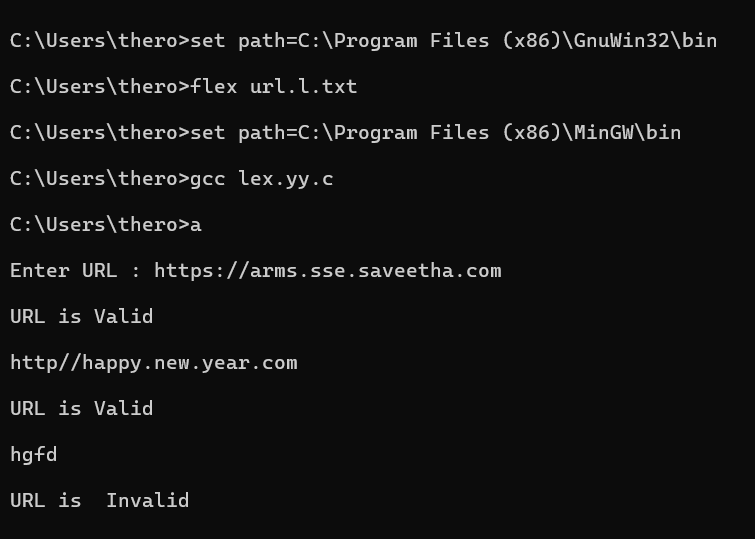 C:\Users\thero>set path=C:\Program Files (x86)\GnuWin32\bin
C:\Users\thero>flex url.l.txt
C:\Users\thero>set path=C:\Program Files (x86)\MinGW\bin
C:\Users\thero>gcc lex.yy.c
C:\Users\thero>a
Enter URL : https://arms.sse.saveetha.com
URL is Valid
http//happy.new.year.com
URL is Valid
hgfd
URL is  Invalid